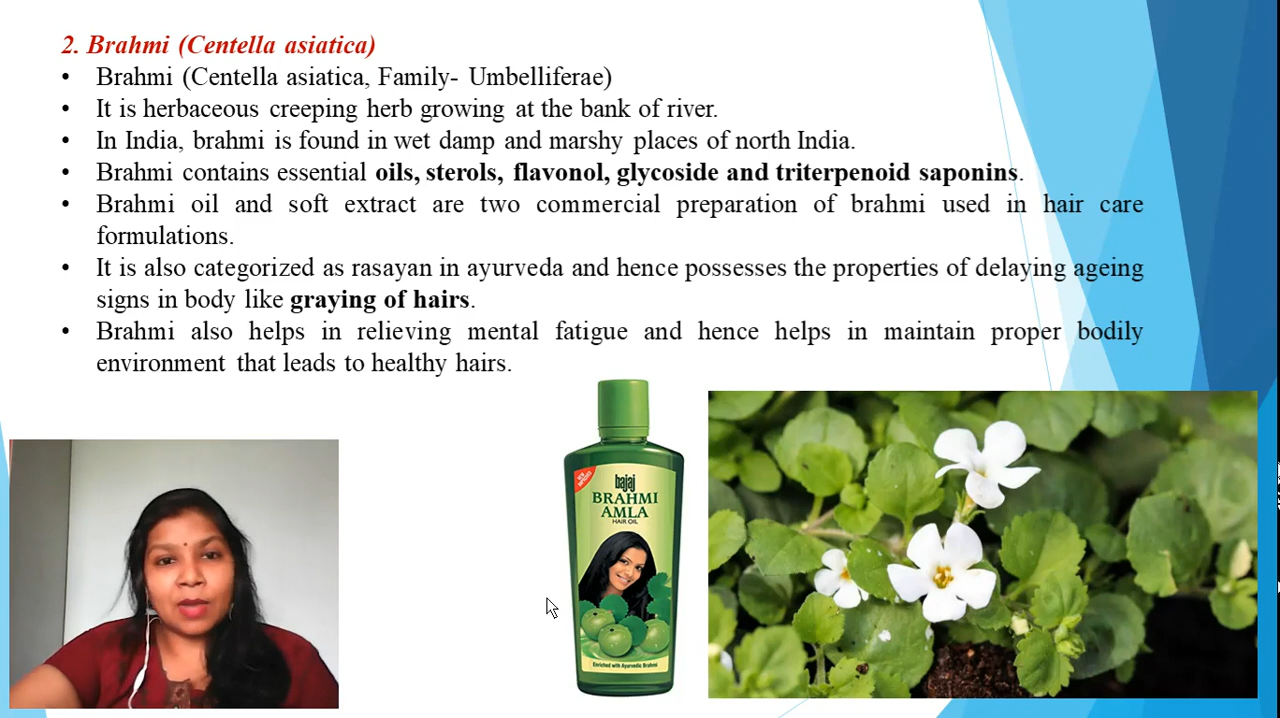 2. Brahmi (Centella asiatica)
• Brahmi (Centella asiatica, Family- Umbelliferae)
• It is herbaceous creeping herb growing at the bank of river.
• In India, brahmi is found in wet damp and marshy places of north India.
• Brahmi contains essential oils, sterols, flavonol, glycoside and triterpenoid saponins.
• Brahmi oil and soft extract are two commercial preparation of brahmi used in hair care
formulations.
• It is also categorized as rasayan in ayurveda and hence possesses the properties of delaying ageing
signs in body like graying of hairs.
• Brahmi also helps in relieving mental fatigue and hence helps in maintain proper bodily
environment that leads to healthy hairs.
bajaj
BRAHMI
AMLA
HAIR OIL
Enriched with Ayurvedic Brahmi